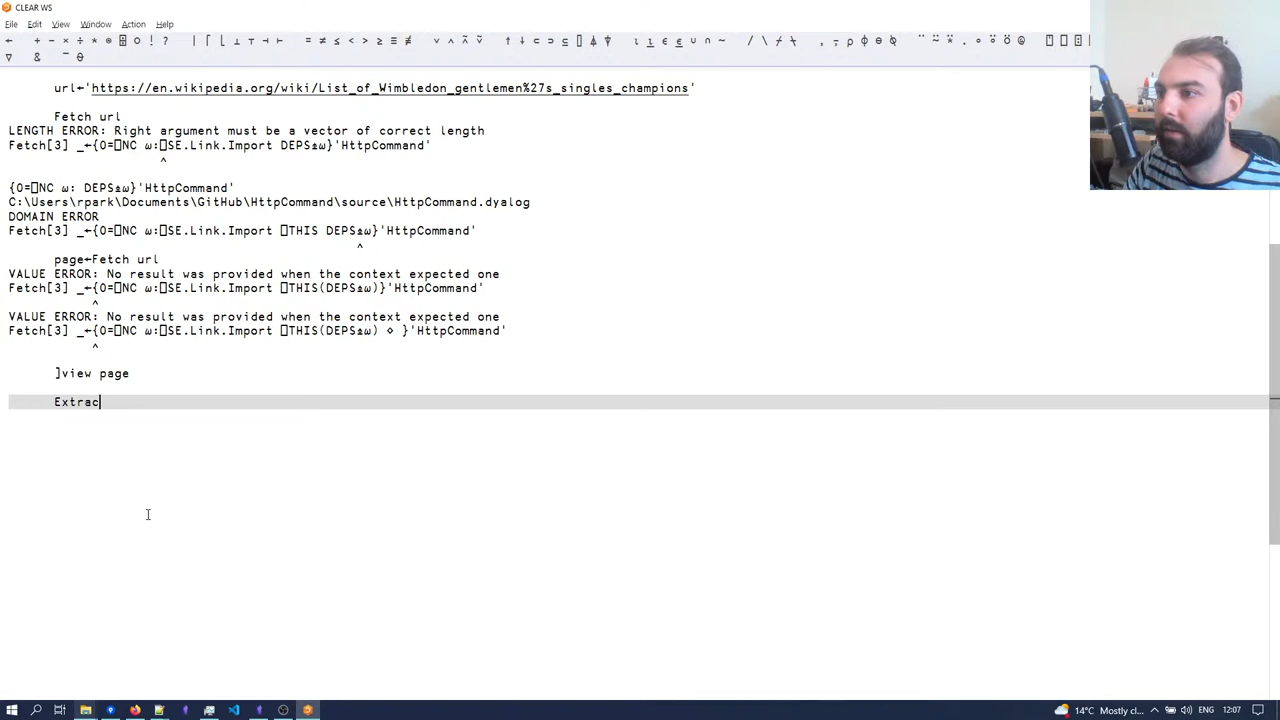 CLEAR WS
File Edit View Window Action Help
← + - × ÷ * ⍟ ⌹ ○ ! ? | ⌈ ⌊ ⊥ ⊤ ⊣ ⊢ = ≠ ≤ < > ≥ ≡ ≢ ∨ ∧ ⍲ ⍱ ↑ ↓ ⊂ ⊃ ⊆ ⌷ ⍋ ⍒ ⍳ ⍸ ∊ ⍷ ∪ ∩ ~ / \ ⌿ ⍀ , ⍪ ⍴ ⌽ ⊖ ⍉ ¨ ⍨ ⍣ . ∘ ⍤ ⍥ @
∇ & ¯ ⍬
url←'https://en.wikipedia.org/wiki/List_of_Wimbledon_gentlemen%27s_singles_champions'
Fetch url
LENGTH ERROR: Right argument must be a vector of correct length
Fetch[3] _←{0=⎕NC ⍵:⎕SE.Link.Import DEPS⍎⍵}'HttpCommand'
^
{0=⎕NC ⍵: DEPS⍎⍵}'HttpCommand'
C:\Users\rpark\Documents\GitHub\HttpCommand\source\HttpCommand.dyalog
DOMAIN ERROR
Fetch[3] _←{0=⎕NC ⍵:⎕SE.Link.Import ⎕THIS DEPS⍎⍵}'HttpCommand'
^
page←Fetch url
VALUE ERROR: No result was provided when the context expected one
Fetch[3] _←{0=⎕NC ⍵:⎕SE.Link.Import ⎕THIS(DEPS⍎⍵)}'HttpCommand'
^
VALUE ERROR: No result was provided when the context expected one
Fetch[3] _←{0=⎕NC ⍵:⎕SE.Link.Import ⎕THIS(DEPS⍎⍵) ⋄ }'HttpCommand'
^
]view page
Extrac
14°C Mostly cl... ENG 12:07